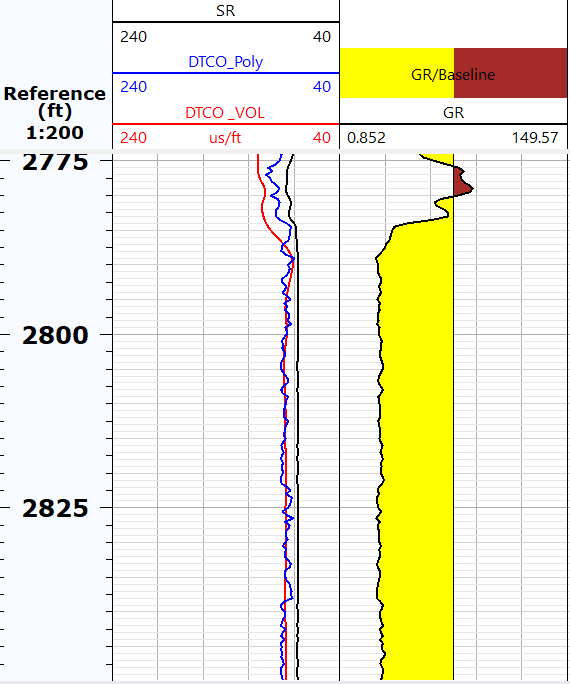 SR
240 40
DTCO_Poly
240 40
DTCO _VOL
240 us/ft 40
Reference
(ft)
1:200
GR/Baseline
GR
0.852 149.57
2775
2800
2825